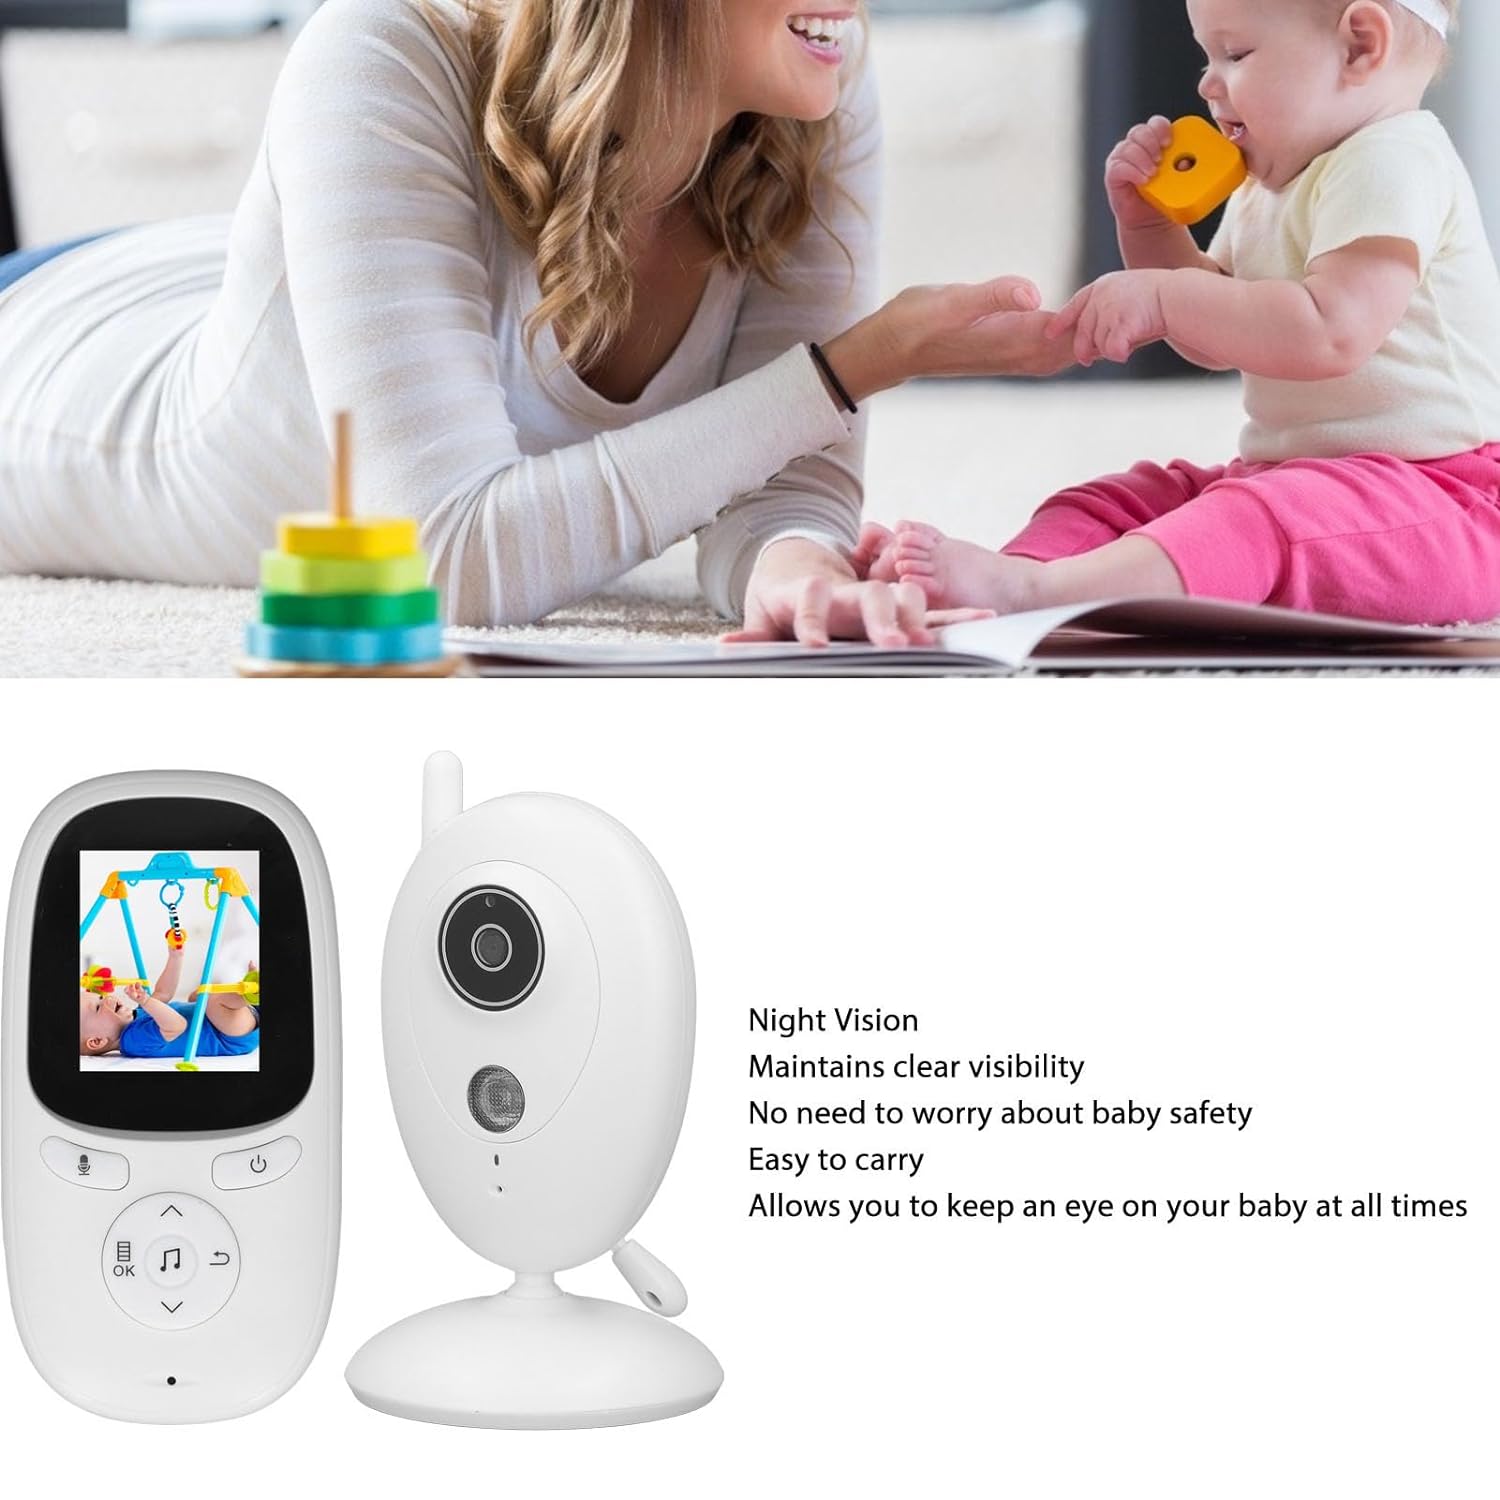 OK
Night Vision
Maintains clear visibility
No need to worry about baby safety
Easy to carry
Allows you to keep an eye on your baby at all times